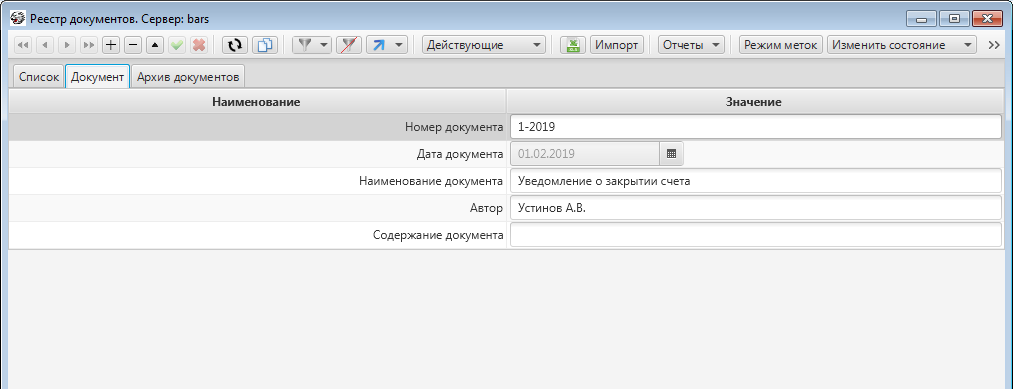 Реестр документов. Сервер: bars
Действующие Импорт Отчеты Режим меток Изменить состояние
Список Документ Архив документов
Наименование Значение
Номер документа 1-2019
Дата документа 01.02.2019
Наименование документа Уведомление о закрытии счета
Автор Устинов А.В.
Содержание документа